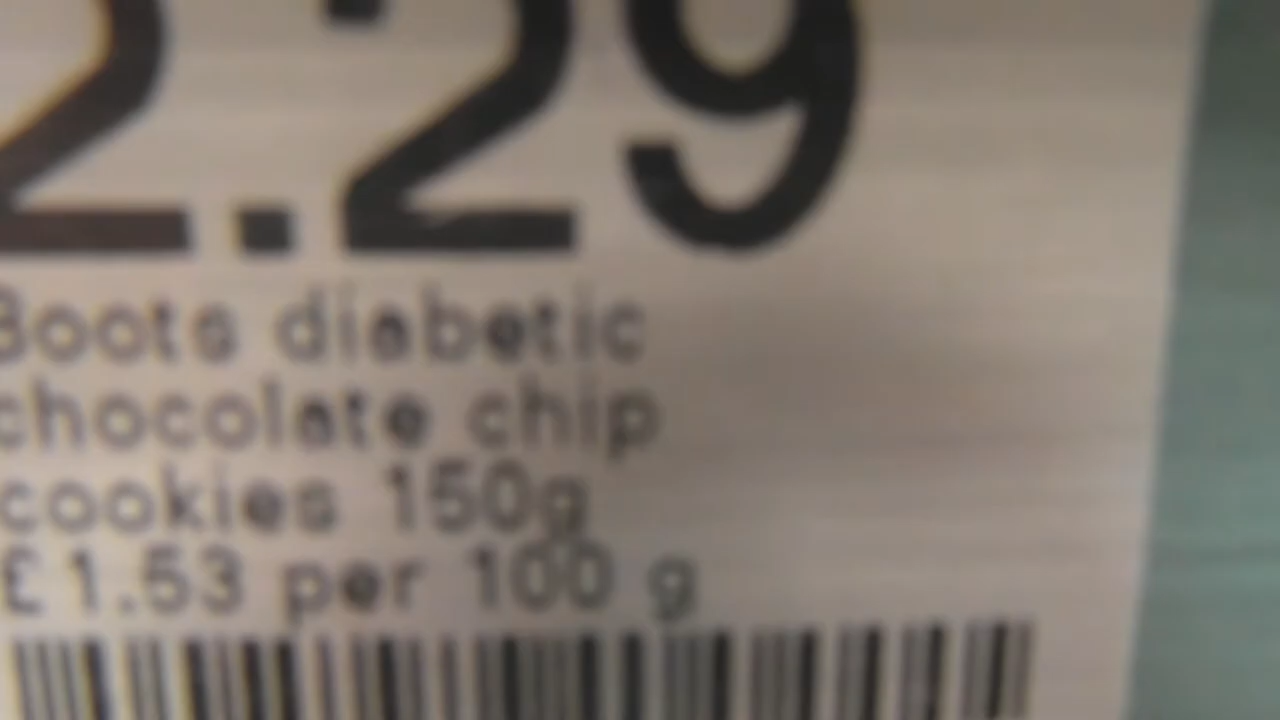 2.29
Boots diabetic
chocolate chip
cookies 150g
£1.53 per 100 g